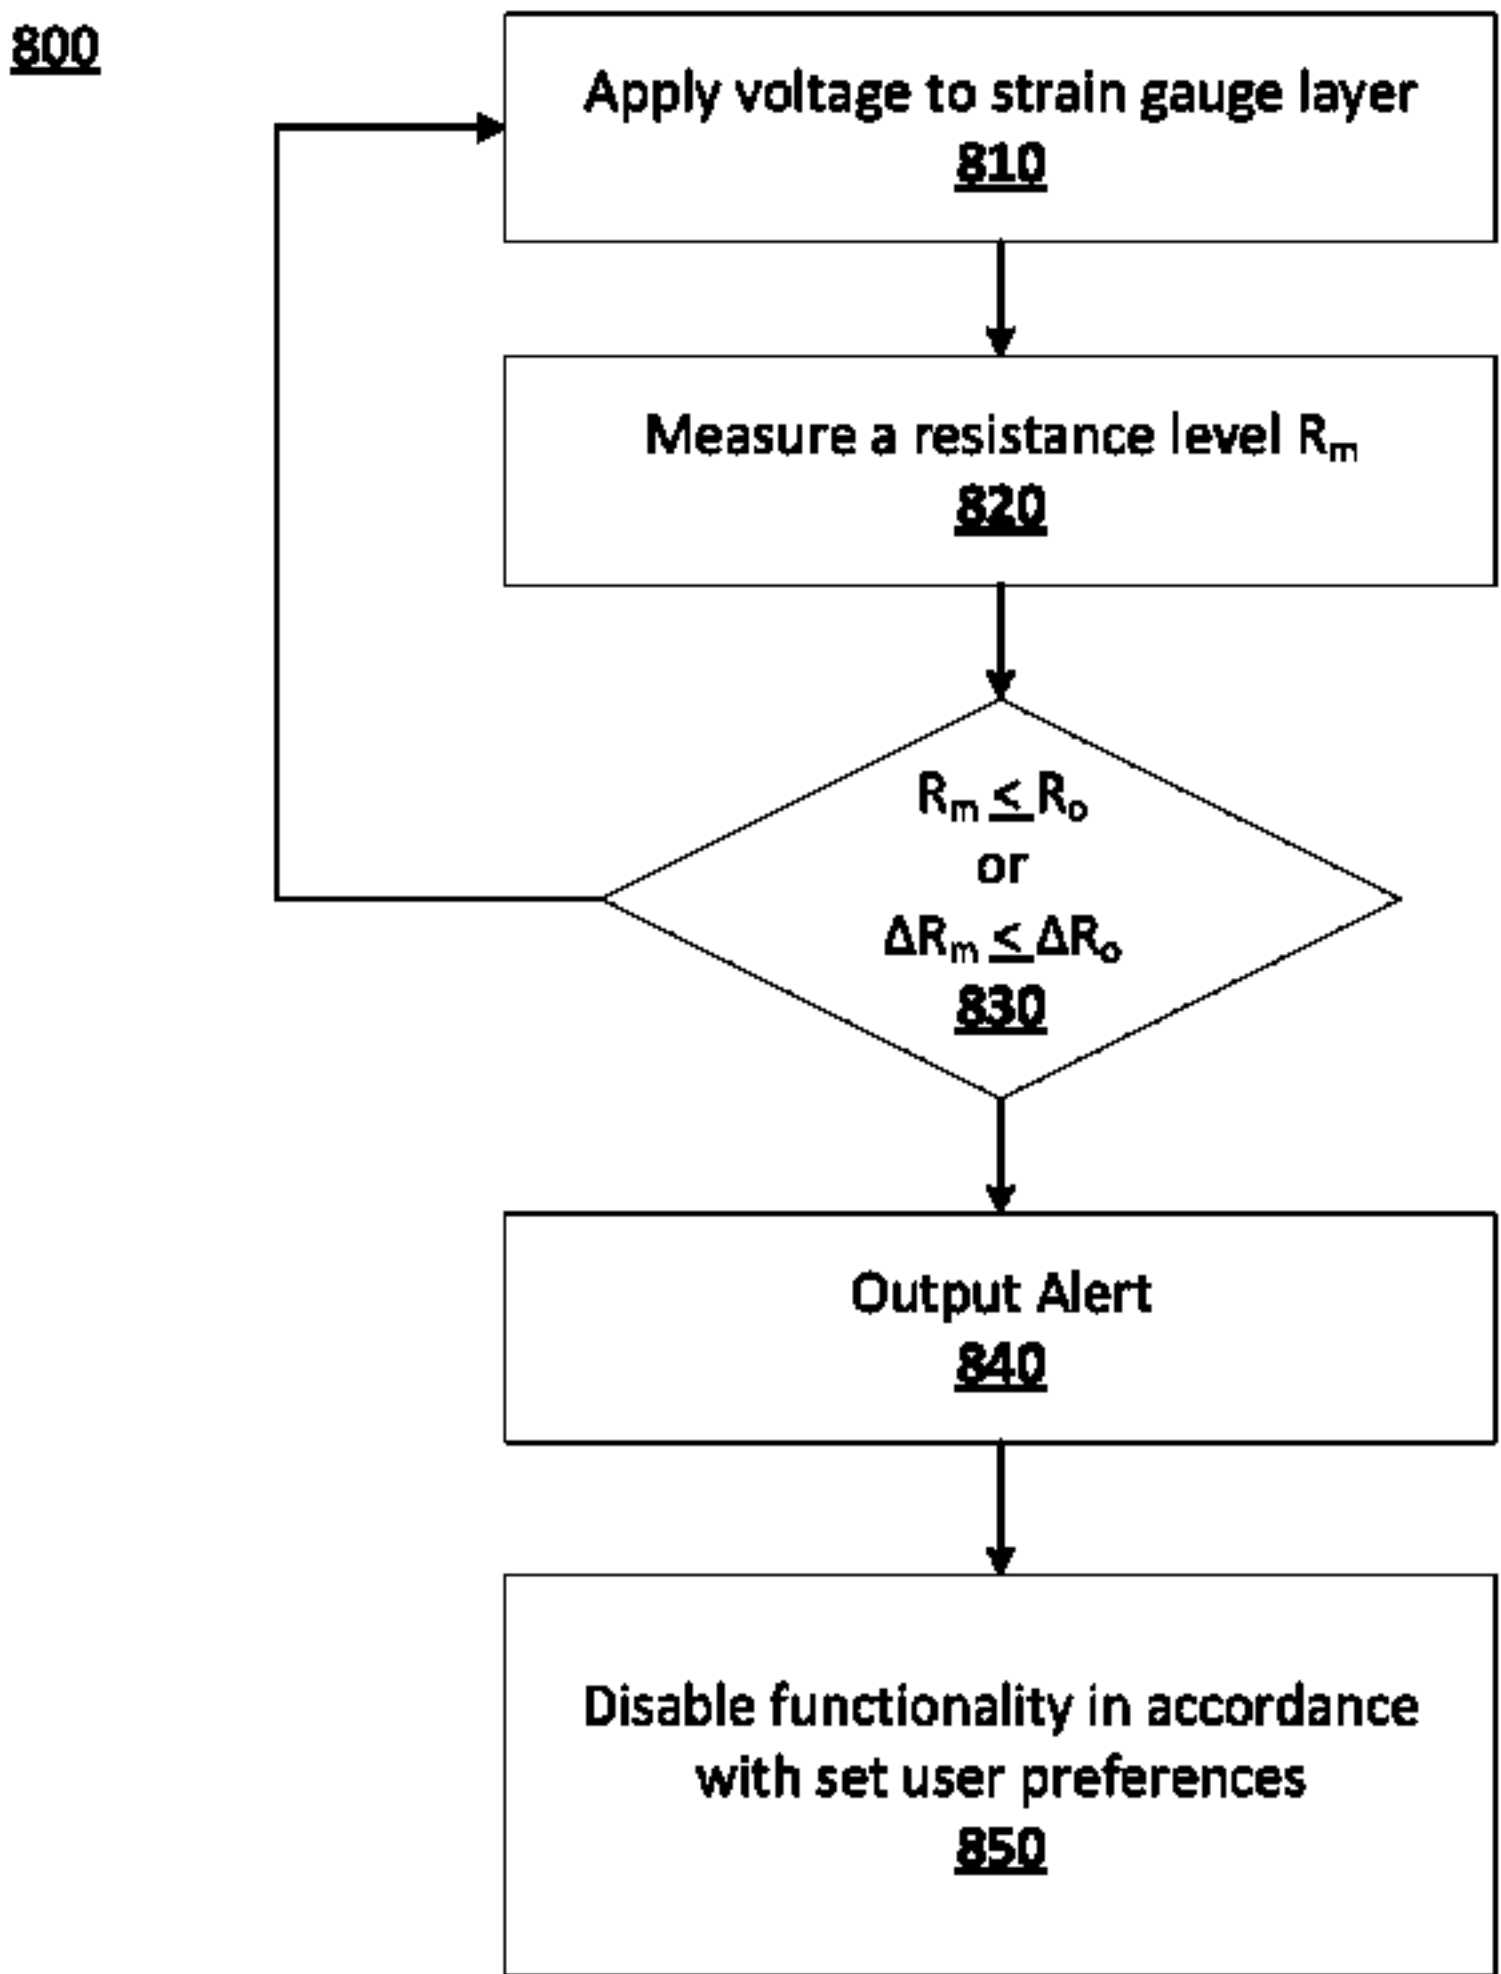 800
Apply voltage to strain gauge layer
810
Measure a resistance level Rₘ
820
Rₘ ≤ Rₒ
or
ΔRₘ ≤ ΔRₒ
830
Output Alert
840
Disable functionality in accordance
with set user preferences
850